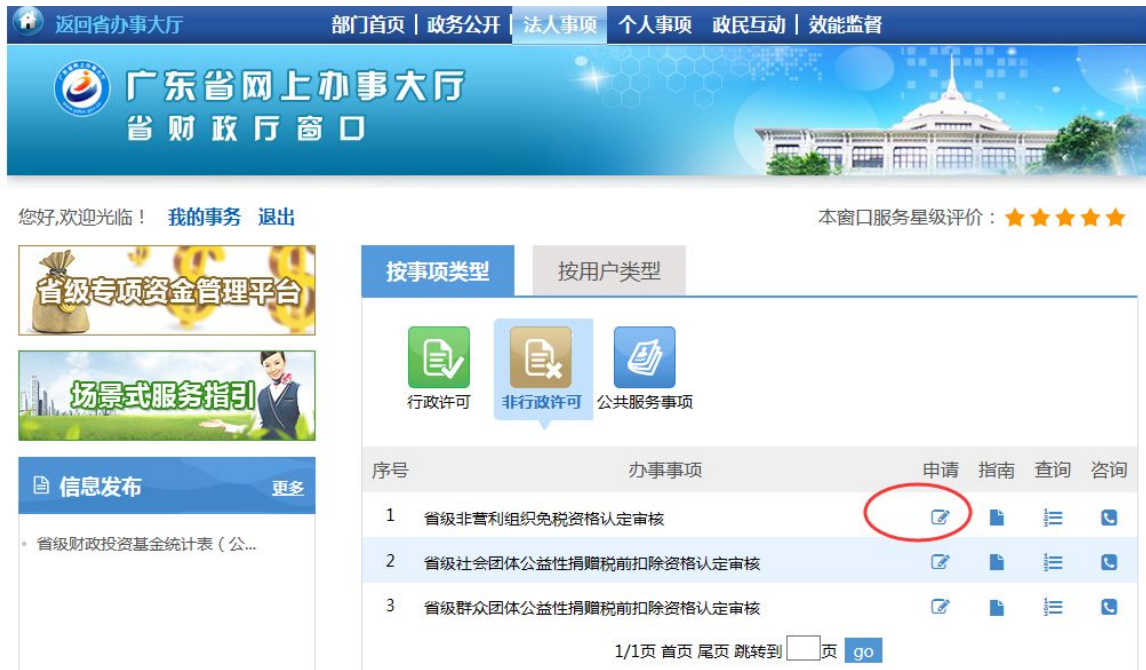 返回省办事大厅 部门首页 政务公开 法人事项 个人事项 政民互动 效能监督
广东省网上办事大厅
省财政厅窗口
您好,欢迎光临！ 我的事务 退出 本窗口服务星级评价：
省级专项资金管理平台
场景式服务指引
信息发布 更多
省级财政投资基金统计表（公...
按事项类型 按用户类型
行政许可 非行政许可 公共服务事项
序号 办事事项 申请 指南 查询 咨询
1 省级非营利组织免税资格认定审核
2 省级社会团体公益性捐赠税前扣除资格认定审核
3 省级群众团体公益性捐赠税前扣除资格认定审核
1/1页 首页 尾页 跳转到 页 go